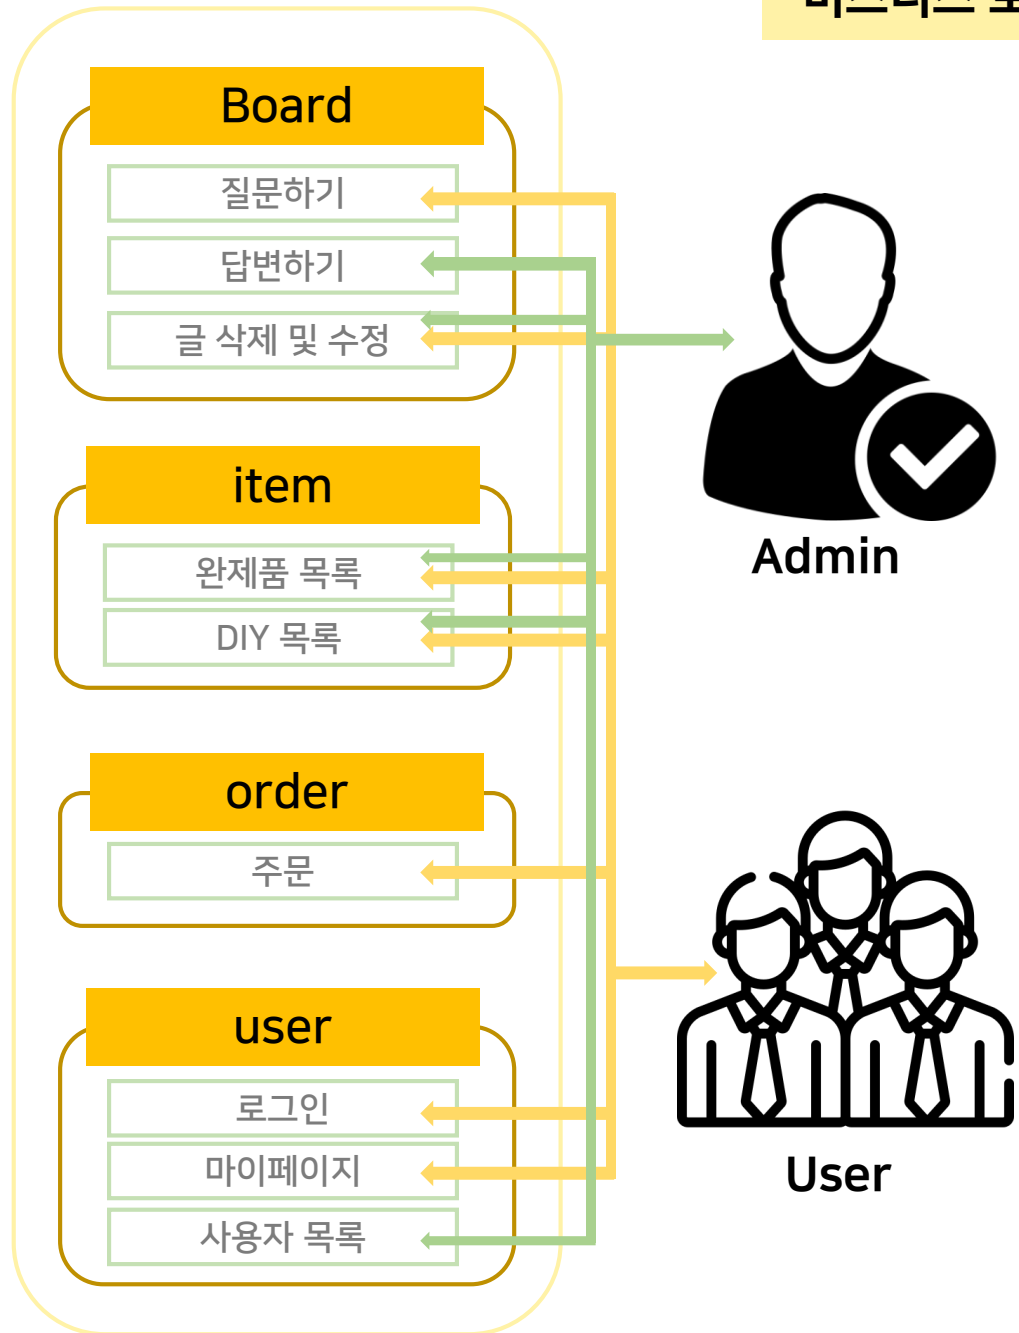 Board
질문하기
답변하기
글 삭제 및 수정
item
완제품 목록
DIY 목록
order
주문
user
로그인
마이페이지
사용자 목록
Admin
User